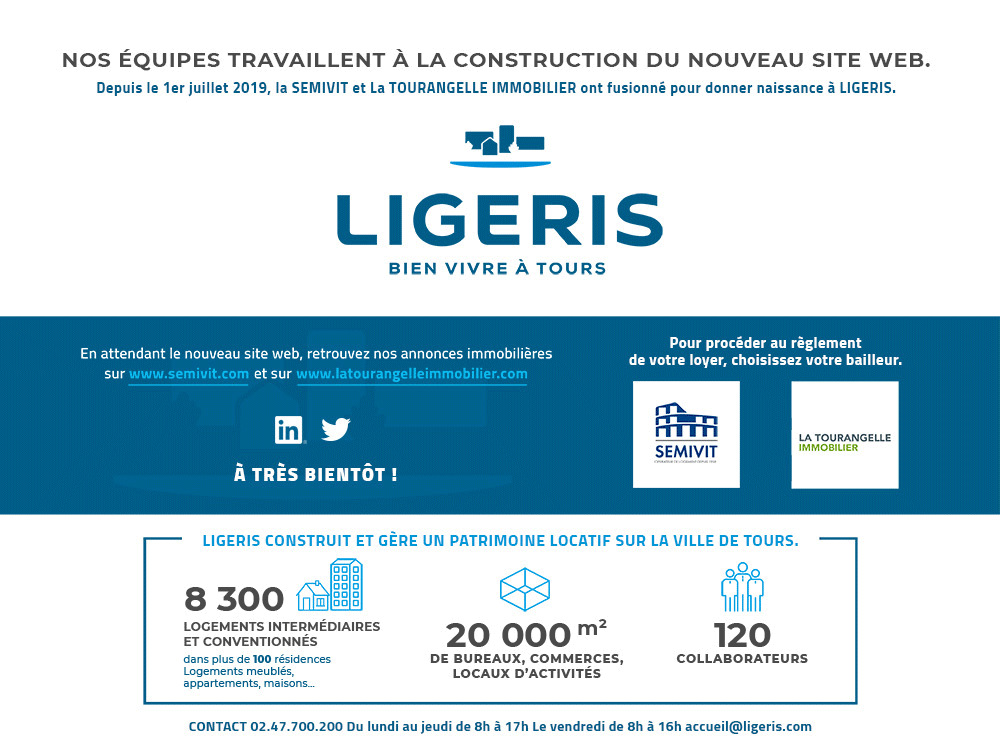 NOS ÉQUIPES TRAVAILLENT À LA CONSTRUCTION DU NOUVEAU SITE WEB.
Depuis le 1er juillet 2019, la SEMIVIT et La TOURANGELLE IMMOBILIER ont fusionné pour donner naissance à LIGERIS.
LIGERIS
BIEN VIVRE À TOURS
En attendant le nouveau site web, retrouvez nos annonces immobilières
sur www.semivit.com et sur www.latourangelleimmobilier.com
in
À TRÈS BIENTÔT !
Pour procéder au règlement
de votre loyer, choisissez votre bailleur.
SEMIVIT
LA TOURANGELLE
IMMOBILIER
LIGERIS CONSTRUIT ET GÈRE UN PATRIMOINE LOCATIF SUR LA VILLE DE TOURS.
8 300
LOGEMENTS INTERMÉDIAIRES
ET CONVENTIONNÉS
dans plus de 100 résidences
Logements meublés,
appartements, maisons...
20 000 m²
DE BUREAUX, COMMERCES,
LOCAUX D'ACTIVITÉS
120
COLLABORATEURS
CONTACT 02.47.700.200 Du lundi au jeudi de 8h à 17h Le vendredi de 8h à 16h accueil@ligeris.com